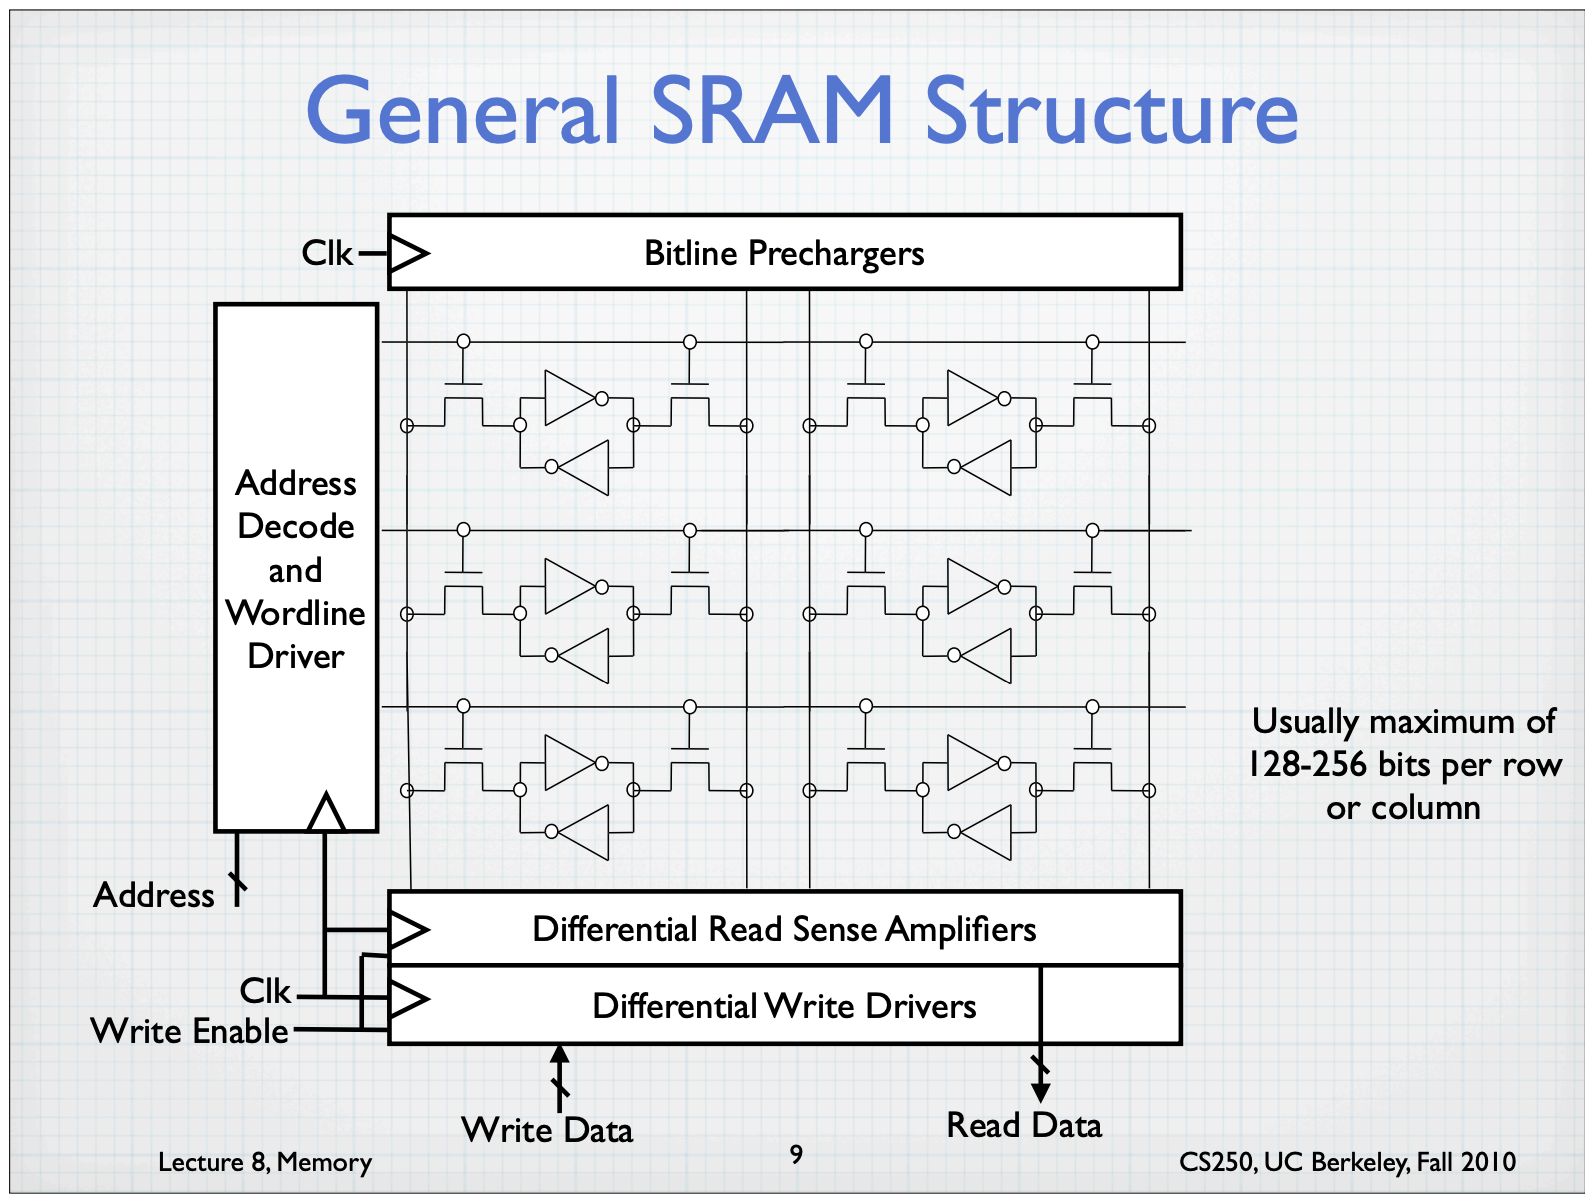 General SRAM Structure
Clk
Bitline Prechargers
Address
Decode
and
Wordline
Driver
Usually maximum of
128-256 bits per row
or column
Address
Differential Read Sense Amplifiers
Clk
Differential Write Drivers
Write Enable
Write Data
Read Data
Lecture 8, Memory
9
CS250, UC Berkeley, Fall 2010